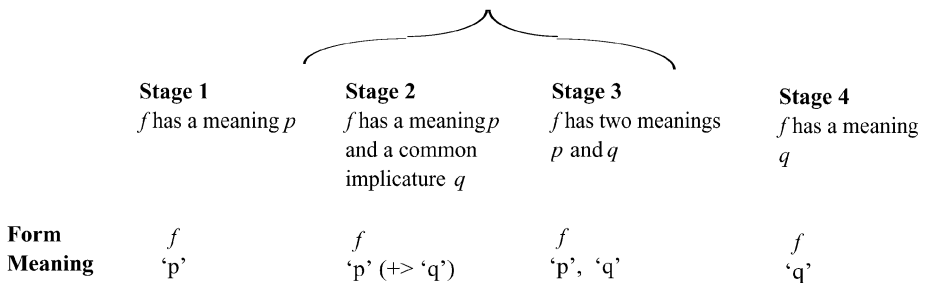 Stage 1 Stage 2 Stage 3 Stage 4
f has a meaning p f has a meaning p f has two meanings f has a meaning
and a common p and q q
implicature q
Form f f f f
Meaning ‘p’ ‘p’ (+> ‘q’) ‘p’, ‘q’ ‘q’